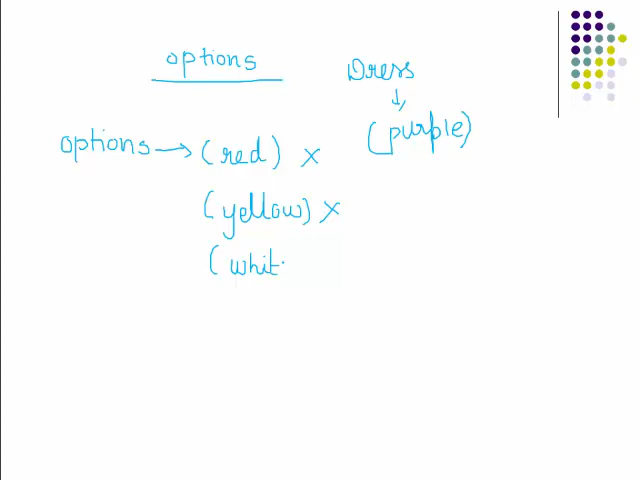 options
Dress
↓
(purple)
options → (red) x
(yellow) x
(whit